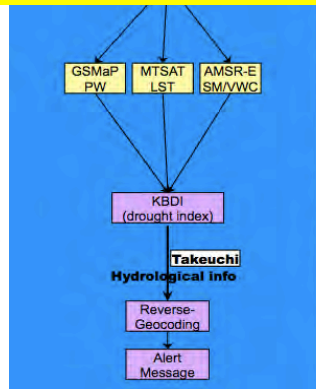 GSMaP MTSAT AMSR-E
PW LST SM/VWC
KBDI
(drought index)
Takeuchi
Hydrological info
Reverse-
Geocoding
Alert
Message